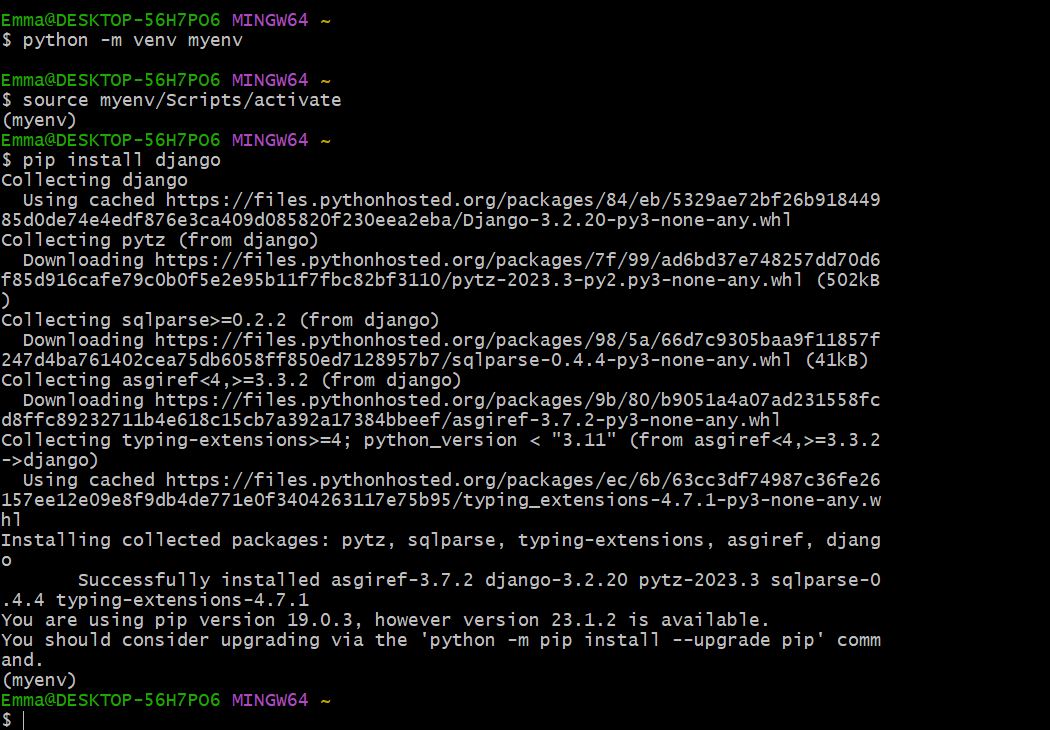 Emma@DESKTOP-56H7PO6 MINGW64 ~
$ python -m venv myenv
Emma@DESKTOP-56H7PO6 MINGW64 ~
$ source myenv/Scripts/activate
(myenv)
Emma@DESKTOP-56H7PO6 MINGW64 ~
$ pip install django
Collecting django
  Using cached https://files.pythonhosted.org/packages/84/eb/5329ae72bf26b918449
85d0de74e4edf876e3ca409d085820f230eea2eba/Django-3.2.20-py3-none-any.whl
Collecting pytz (from django)
  Downloading https://files.pythonhosted.org/packages/7f/99/ad6bd37e748257dd70d6
f85d916cafe79c0b0f5e2e95b11f7fbc82bf3110/pytz-2023.3-py2.py3-none-any.whl (502kB
)
Collecting sqlparse>=0.2.2 (from django)
  Downloading https://files.pythonhosted.org/packages/98/5a/66d7c9305baa9f11857f
247d4ba761402cea75db6058ff850ed7128957b7/sqlparse-0.4.4-py3-none-any.whl (41kB)
Collecting asgiref<4,>=3.3.2 (from django)
  Downloading https://files.pythonhosted.org/packages/9b/80/b9051a4a07ad231558fc
d8ffc89232711b4e618c15cb7a392a17384bbeef/asgiref-3.7.2-py3-none-any.whl
Collecting typing-extensions>=4; python_version < "3.11" (from asgiref<4,>=3.3.2
->django)
  Using cached https://files.pythonhosted.org/packages/ec/6b/63cc3df74987c36fe26
157ee12e09e8f9db4de771e0f3404263117e75b95/typing_extensions-4.7.1-py3-none-any.w
hl
Installing collected packages: pytz, sqlparse, typing-extensions, asgiref, djang
o
       Successfully installed asgiref-3.7.2 django-3.2.20 pytz-2023.3 sqlparse-0
.4.4 typing-extensions-4.7.1
You are using pip version 19.0.3, however version 23.1.2 is available.
You should consider upgrading via the 'python -m pip install --upgrade pip' comm
and.
(myenv)
Emma@DESKTOP-56H7PO6 MINGW64 ~
$